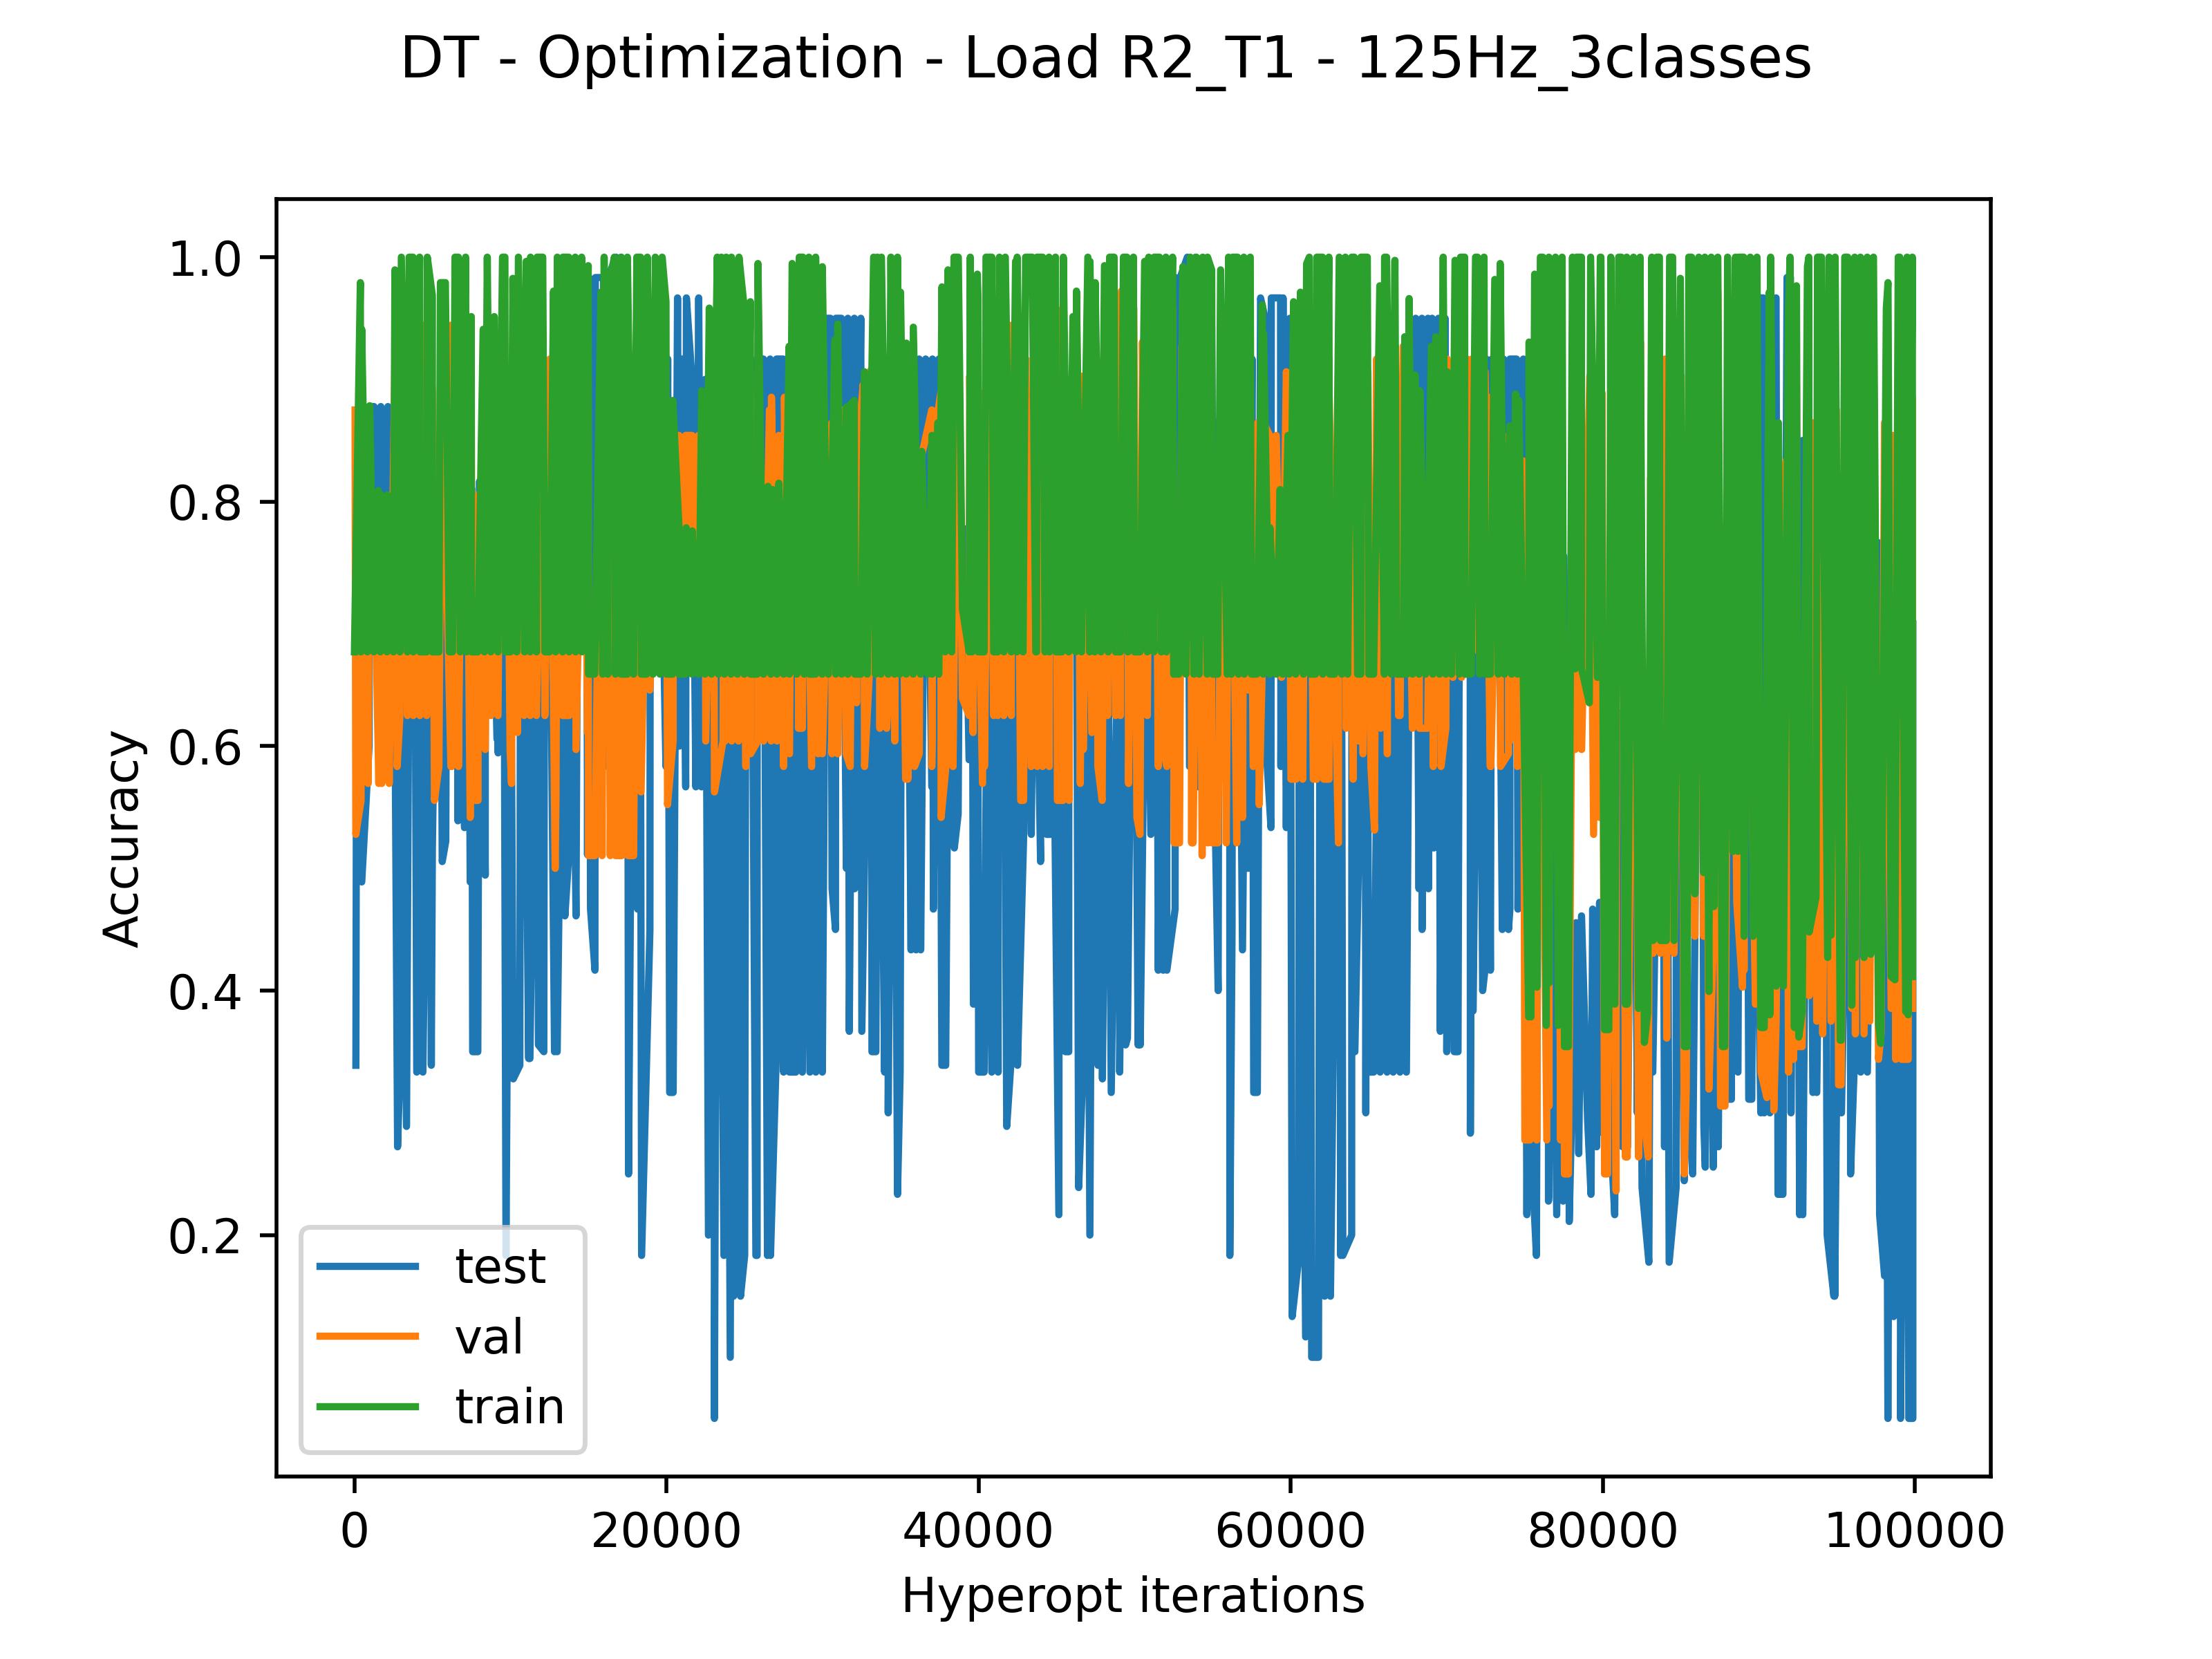 DT - Optimization - Load R2_T1 - 125Hz_3classes
1.0
0.8
0.6
0.4
0.2
Accuracy
test
val
train
0 20000 40000 60000 80000 100000
Hyperopt iterations